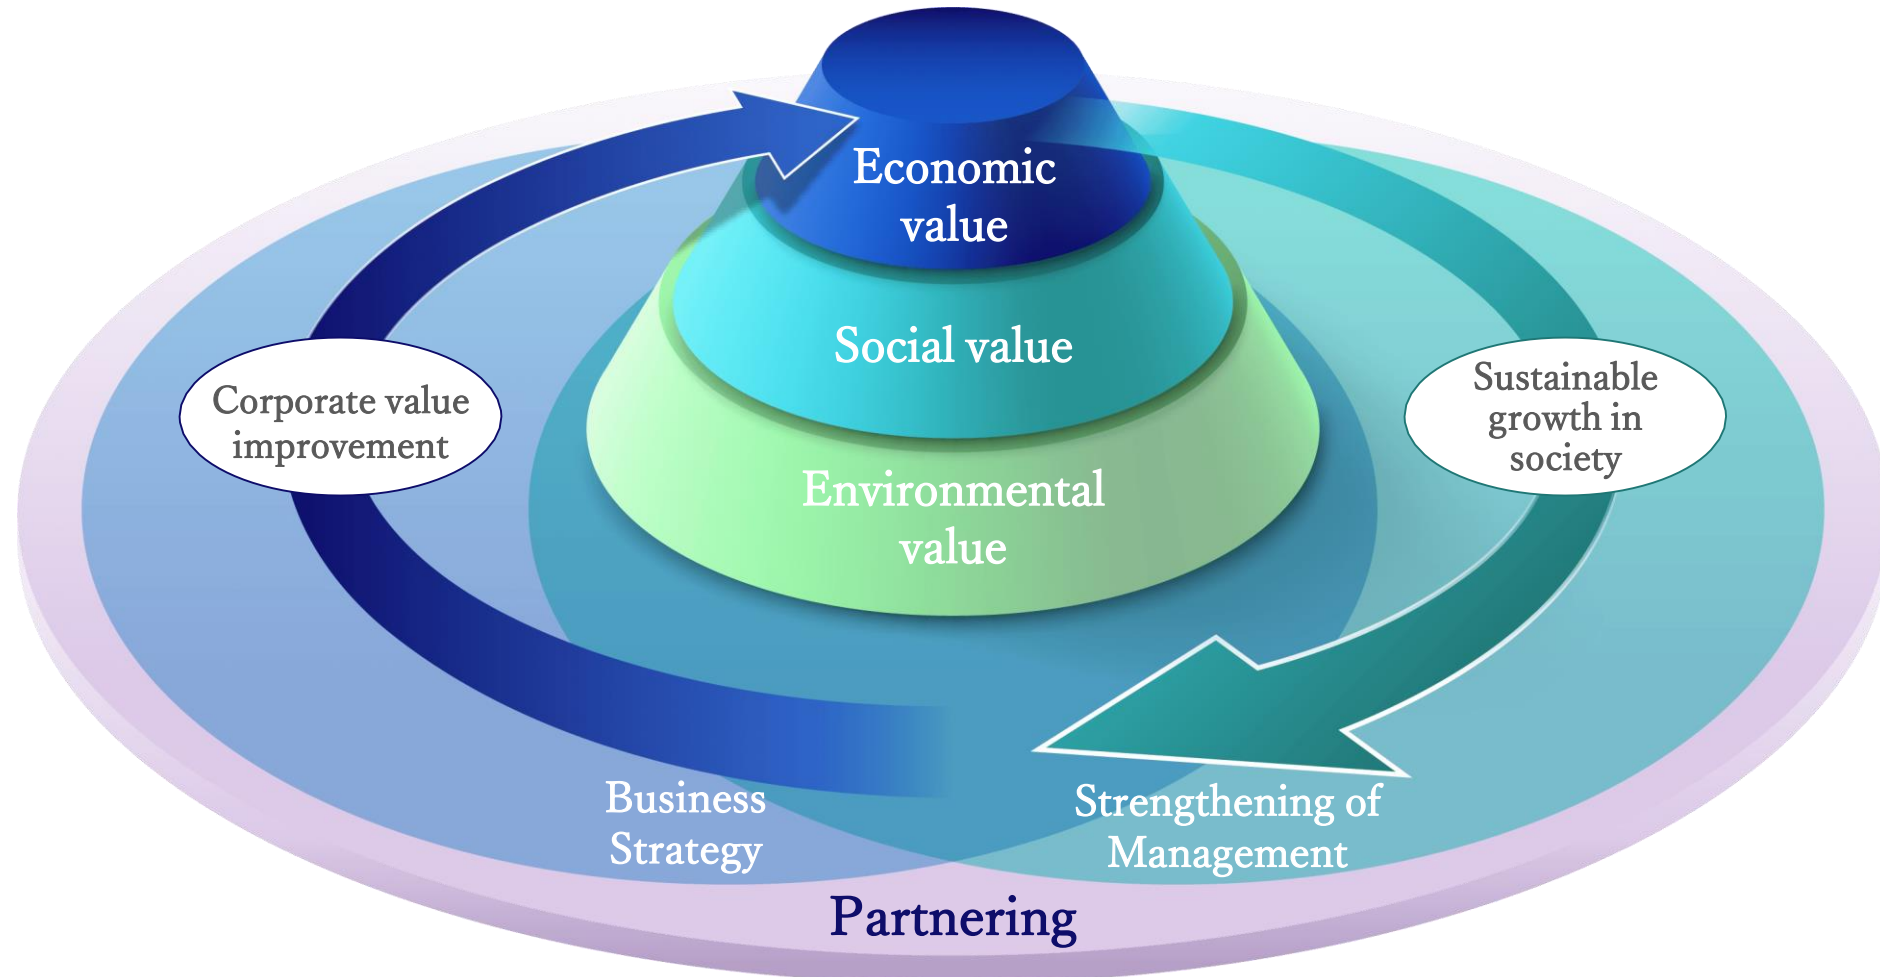 Economic
value
Social value
Environmental
value
Corporate value
improvement
Sustainable
growth in
society
Business
Strategy
Strengthening of
Management
Partnering